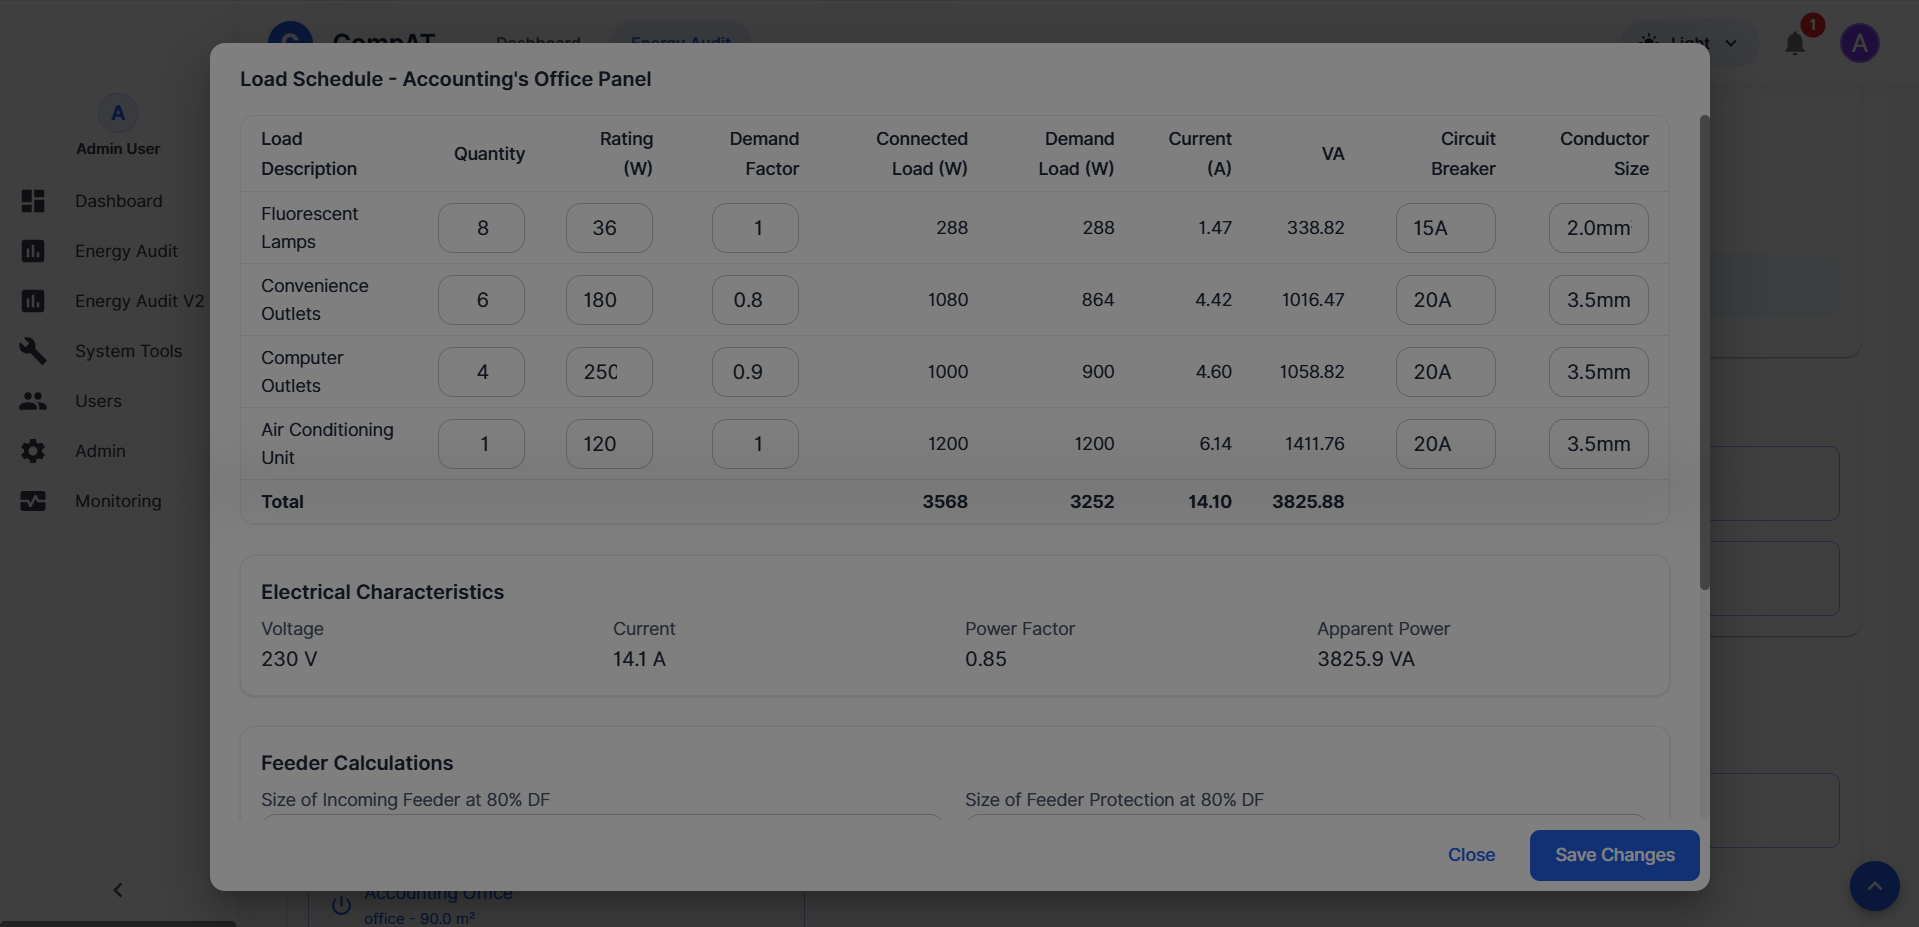 CompAT Dashboard Energy Audit Light 1 A
A
Admin User
Dashboard
Energy Audit
Energy Audit V2
System Tools
Users
Admin
Monitoring
Load Schedule - Accounting's Office Panel
Load Description Quantity Rating (W) Demand Factor Connected Load (W) Demand Load (W) Current (A) VA Circuit Breaker Conductor Size
Fluorescent Lamps 8 36 1 288 288 1.47 338.82 15A 2.0mm
Convenience Outlets 6 180 0.8 1080 864 4.42 1016.47 20A 3.5mm
Computer Outlets 4 250 0.9 1000 900 4.60 1058.82 20A 3.5mm
Air Conditioning Unit 1 120 1 1200 1200 6.14 1411.76 20A 3.5mm
Total 3568 3252 14.10 3825.88
Electrical Characteristics
Voltage Current Power Factor Apparent Power
230 V 14.1 A 0.85 3825.9 VA
Feeder Calculations
Size of Incoming Feeder at 80% DF Size of Feeder Protection at 80% DF
Close Save Changes
Accounting Office
office - 90.0 m²